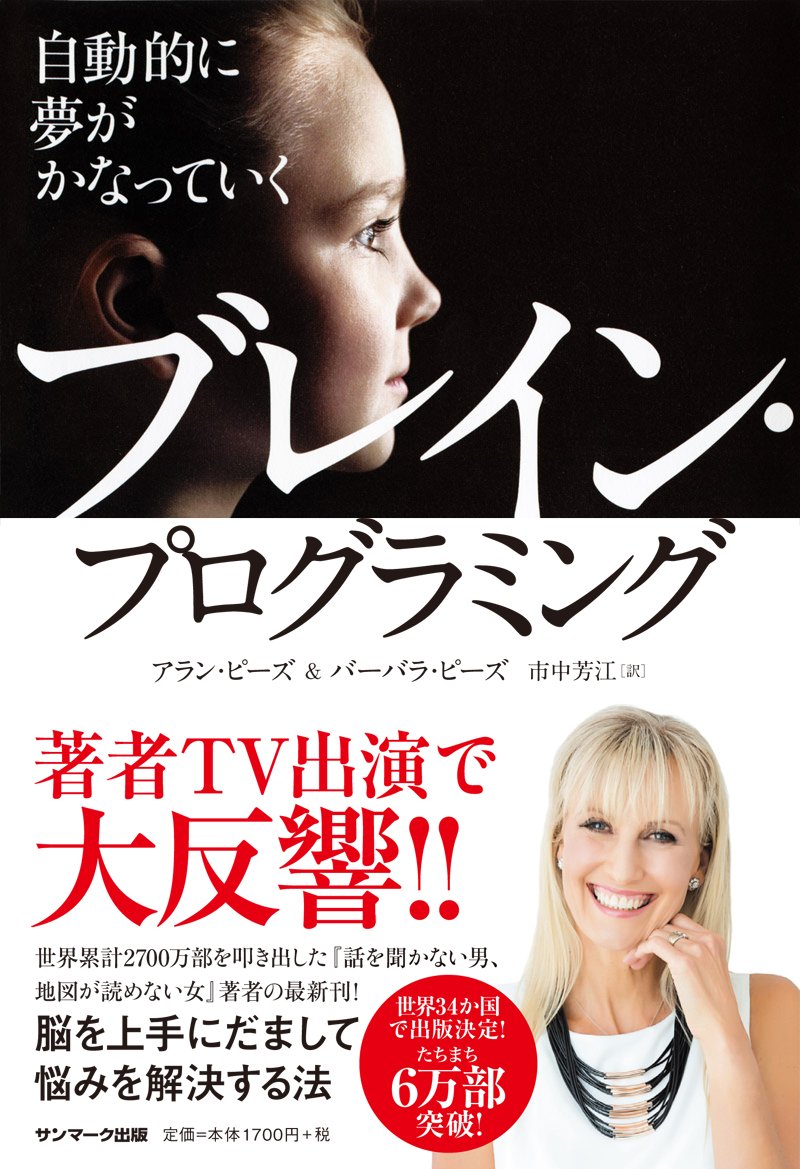 自動的に
夢が
かなっていく
ブレイン・
プログラミング
アラン・ピーズ & バーバラ・ピーズ 市中芳江[訳]
著者TV出演で
大反響!!
世界累計2700万部を叩き出した『話を聞かない男、
地図が読めない女』著者の最新刊!
脳を上手にだまして
悩みを解決する法
世界34か国
で出版決定!
たちまち
6万部
突破!
サンマーク出版 定価=本体1700円+税